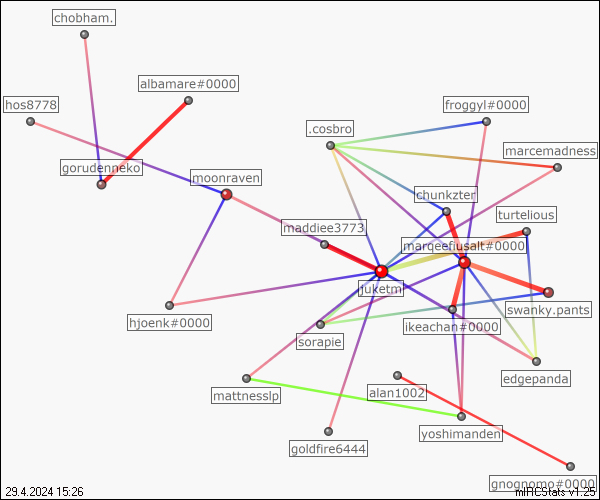 chobham.
albamare#0000
hos8778
froggyl#0000
.cosbro
marcemadness
gorudenneko
moonraven
chunkzter
turtelious
maddiee3773
marqeefiusalt#0000
juketm
swanky.pants
hjoenk#0000
ikeachan#0000
sorapie
edgepanda
mattnesslp
alan1002
yoshimanden
goldfire6444
gnognomo#0000
29.4.2024 15:26
mIRCStats v1.25